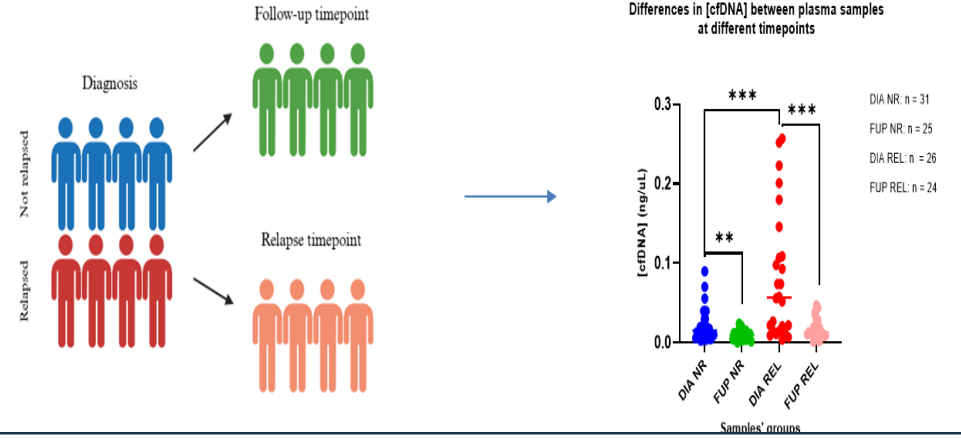 Follow-up timepoint
Diagnosis
Not relapsed
Relapsed
Relapse timepoint
Differences in [cfDNA] between plasma samples
at different timepoints
[cfDNA] (ng/uL)
0.3
0.2
0.1
0.0
***
***
**
DIA NR
FUP NR
DIA REL
FUP REL
Samples' groups
DIA NR: n = 31
FUP NR: n = 25
DIA REL: n = 26
FUP REL: n = 24